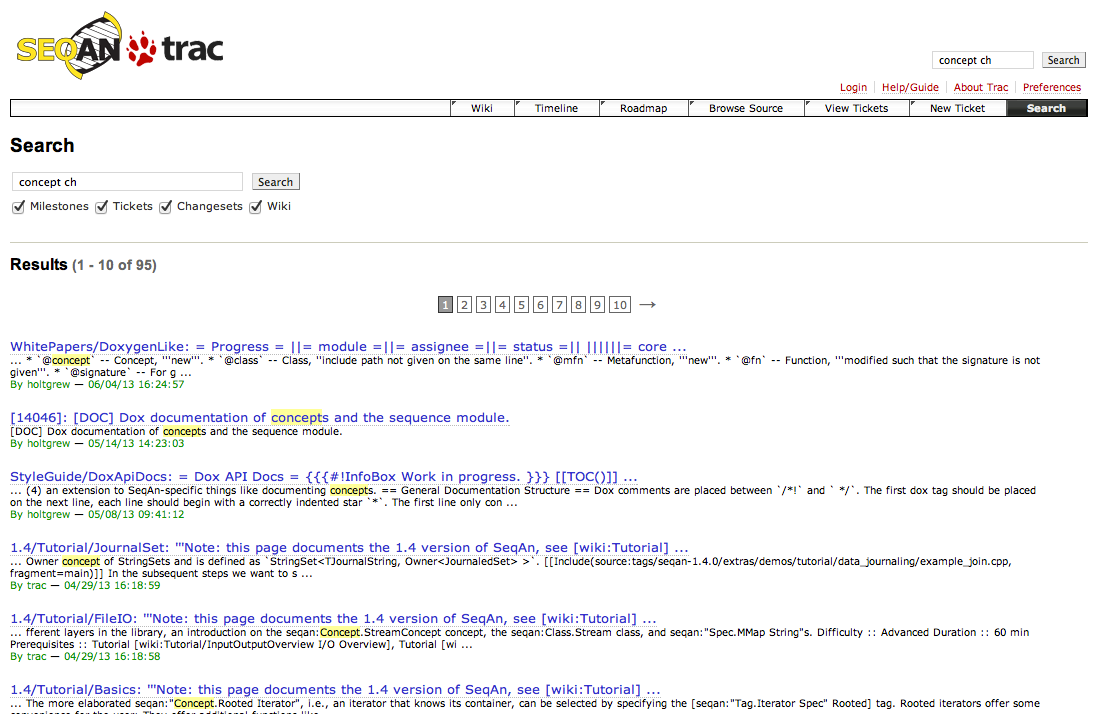 SEQAN trac
concept ch Search
Login Help/Guide About Trac Preferences
Wiki Timeline Roadmap Browse Source View Tickets New Ticket Search
Search
concept ch Search
Milestones Tickets Changesets Wiki
Results (1 - 10 of 95)
1 2 3 4 5 6 7 8 9 10 →
WhitePapers/DoxygenLike: = Progress = ||= module =||= assignee =||= status =|| ||||||= core ...
... * `@concept` -- Concept, '''new'''. * `@class` -- Class, ''include path not given on the same line''. * `@mfn` -- Metafunction, '''new'''. * `@fn` -- Function, '''modified such that the signature is not
given'''. * `@signature` -- For g ...
By holtgrew — 06/04/13 16:24:57
[14046]: [DOC] Dox documentation of concepts and the sequence module.
[DOC] Dox documentation of concepts and the sequence module.
By holtgrew — 05/14/13 14:23:03
StyleGuide/DoxApiDocs: = Dox API Docs = {{{#!InfoBox Work in progress. }}} [[TOC()]] ...
... (4) an extension to SeqAn-specific things like documenting concepts. == General Documentation Structure == Dox comments are placed between `/*!` and ` */`. The first dox tag should be placed
on the next line, each line should begin with a correctly indented star `*`. The first line only con ...
By holtgrew — 05/08/13 09:41:12
1.4/Tutorial/JournalSet: '''Note: this page documents the 1.4 version of SeqAn, see [wiki:Tutorial] ...
... Owner concept of StringSets and is defined as `StringSet<TJournalString, Owner<JournaledSet> >`. [[Include(source:tags/seqan-1.4.0/extras/demos/tutorial/data_journaling/example_join.cpp,
fragment=main)]] In the subsequent steps we want to s ...
By trac — 04/29/13 16:18:59
1.4/Tutorial/FileIO: '''Note: this page documents the 1.4 version of SeqAn, see [wiki:Tutorial] ...
... fferent layers in the library, an introduction on the seqan:Concept.StreamConcept concept, the seqan:Class.Stream class, and seqan:"Spec.MMap String"s. Difficulty :: Advanced Duration :: 60 min
Prerequisites :: Tutorial [wiki:Tutorial/InputOutputOverview I/O Overview], Tutorial [wi ...
By trac — 04/29/13 16:18:58
1.4/Tutorial/Basics: '''Note: this page documents the 1.4 version of SeqAn, see [wiki:Tutorial] ...
... The more elaborated seqan:"Concept.Rooted Iterator", i.e., an iterator that knows its container, can be selected by specifying the [seqan:"Tag.Iterator Spec" Rooted] tag. Rooted iterators offer some